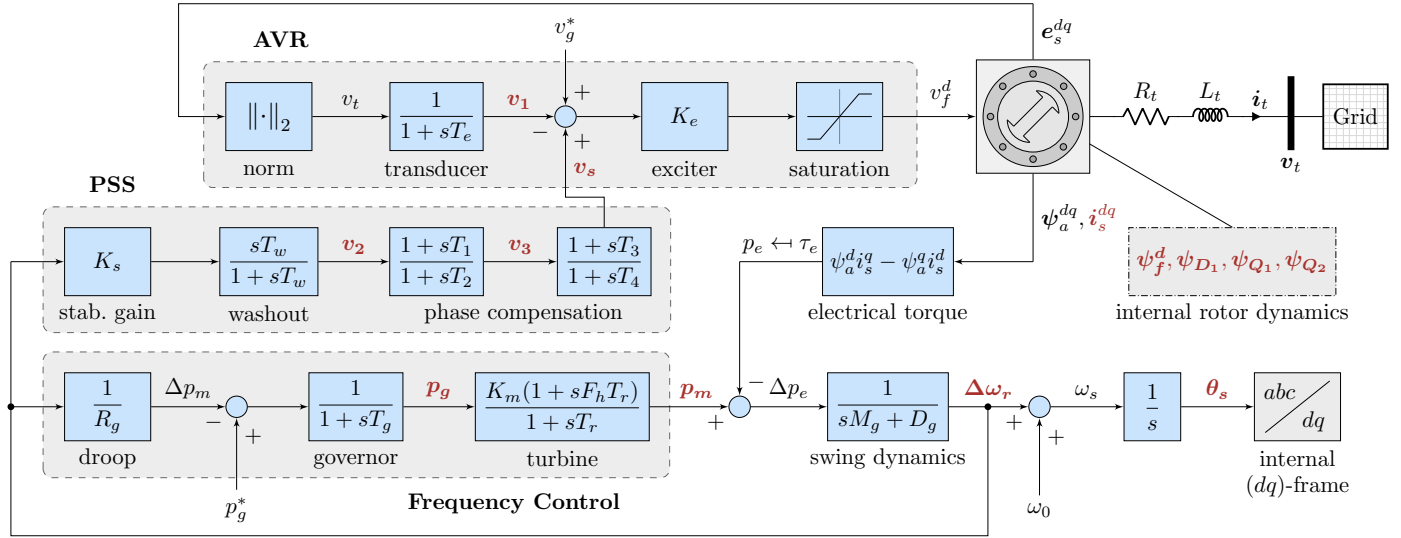 e_s^{dq}
AVR
v_g^*
‖·‖_2
v_t
1 / (1 + sT_e)
v_1
+
−
+
v_s
K_e
v_f^d
R_t
L_t
i_t
Grid
v_t
norm
transducer
exciter
saturation
PSS
K_s
sT_w / (1 + sT_w)
v_2
(1 + sT_1) / (1 + sT_2)
v_3
(1 + sT_3) / (1 + sT_4)
stab. gain
washout
phase compensation
ψ_a^{dq}, i_s^{dq}
p_e ↤ τ_e
ψ_a^d i_s^q − ψ_a^q i_s^d
electrical torque
ψ_f^d, ψ_{D_1}, ψ_{Q_1}, ψ_{Q_2}
internal rotor dynamics
1 / R_g
Δp_m
−
+
1 / (1 + sT_g)
p_g
K_m(1 + sF_hT_r) / (1 + sT_r)
p_m
−
+
Δp_e
1 / (sM_g + D_g)
Δω_r
+
+
ω_s
1 / s
θ_s
abc / dq
droop
governor
turbine
swing dynamics
internal
(dq)-frame
p_g^*
Frequency Control
ω_0